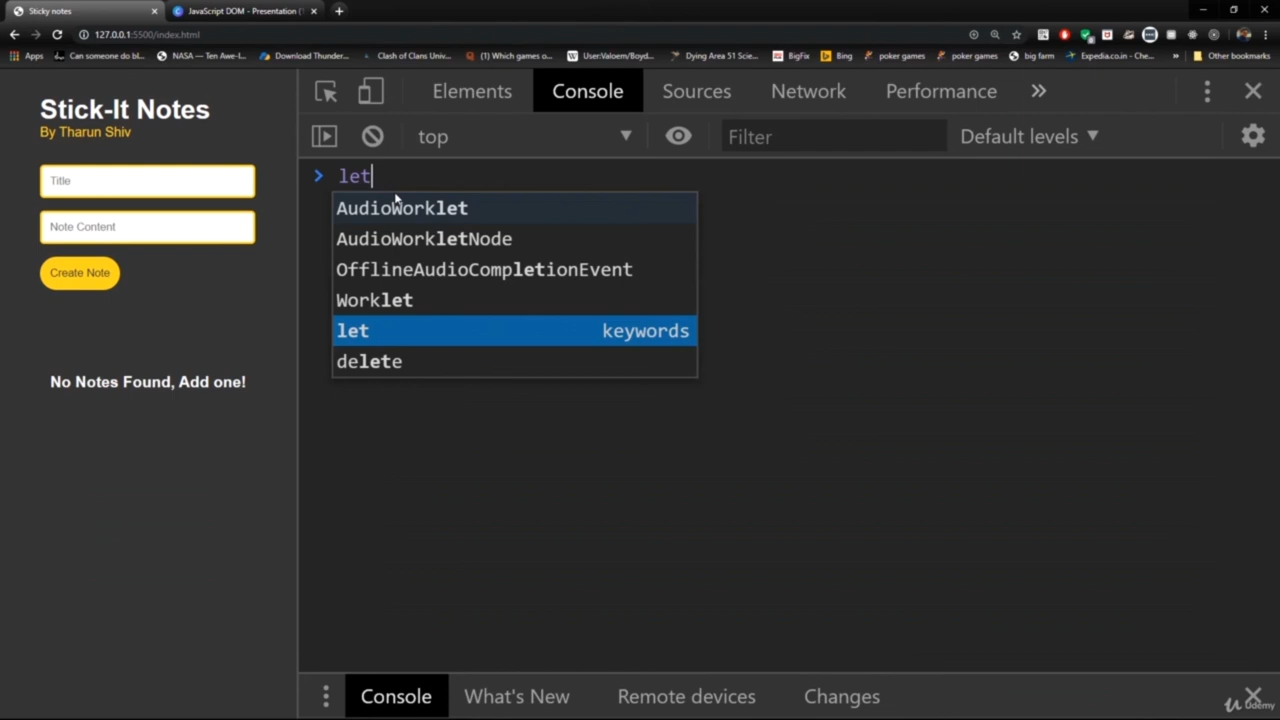 Sticky notes
JavaScript DOM - Presentation (
127.0.0.1:5500/index.html
Apps
Can someone do bl...
NASA — Ten Awe-I...
Download Thunder...
Clash of Clans Univ...
(1) Which games o...
User:Valoem/Boyd...
Dying Area 51 Scie...
BigFix
Bing
poker games
poker games
big farm
Expedia.co.in - Che...
»
Other bookmarks
Stick-It Notes
By Tharun Shiv
Title
Note Content
Create Note
No Notes Found, Add one!
Elements
Console
Sources
Network
Performance
»
top
Filter
Default levels
let
AudioWorklet
AudioWorkletNode
OfflineAudioCompletionEvent
Worklet
let keywords
delete
Console
What's New
Remote devices
Changes
Udemy